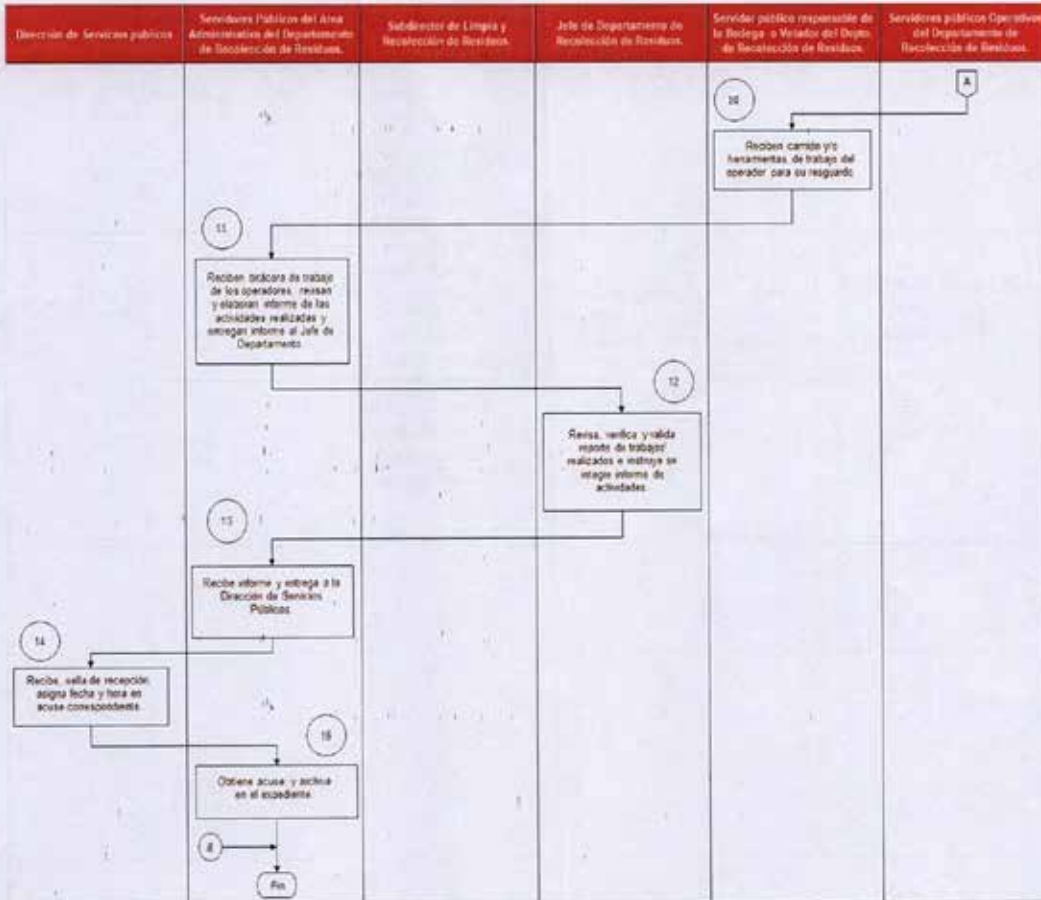 Dirección de Servicios públicos
Servidores Públicos del Área
Administrativa del Departamento
de Recolección de Residuos.
Subdirector de Limpia y
Recolección de Residuos.
Jefe de Departamento de
Recolección de Residuos.
Servidor público responsable de
la Bodega o Velador del Depto.
de Recolección de Residuos.
Servidores públicos Operativos
del Departamento de
Recolección de Residuos.
A
10
Reciben camión y/o
herramientas de trabajo del
operador para su resguardo.
11
Reciben bitácora de trabajo
de los operadores, revisan
y elaboran informe de las
actividades realizadas y
entregan informe al Jefe de
Departamento.
12
Revisa, verifica y valida
reporte de trabajos
realizados e instruye se
integre informe de
actividades.
13
Recibe informe y entrega a la
Dirección de Servicios
Públicos.
14
Recibe, sella de recepción,
asigna fecha y hora en
acuse correspondiente.
15
Obtiene acuse y archiva
en el expediente.
Fin